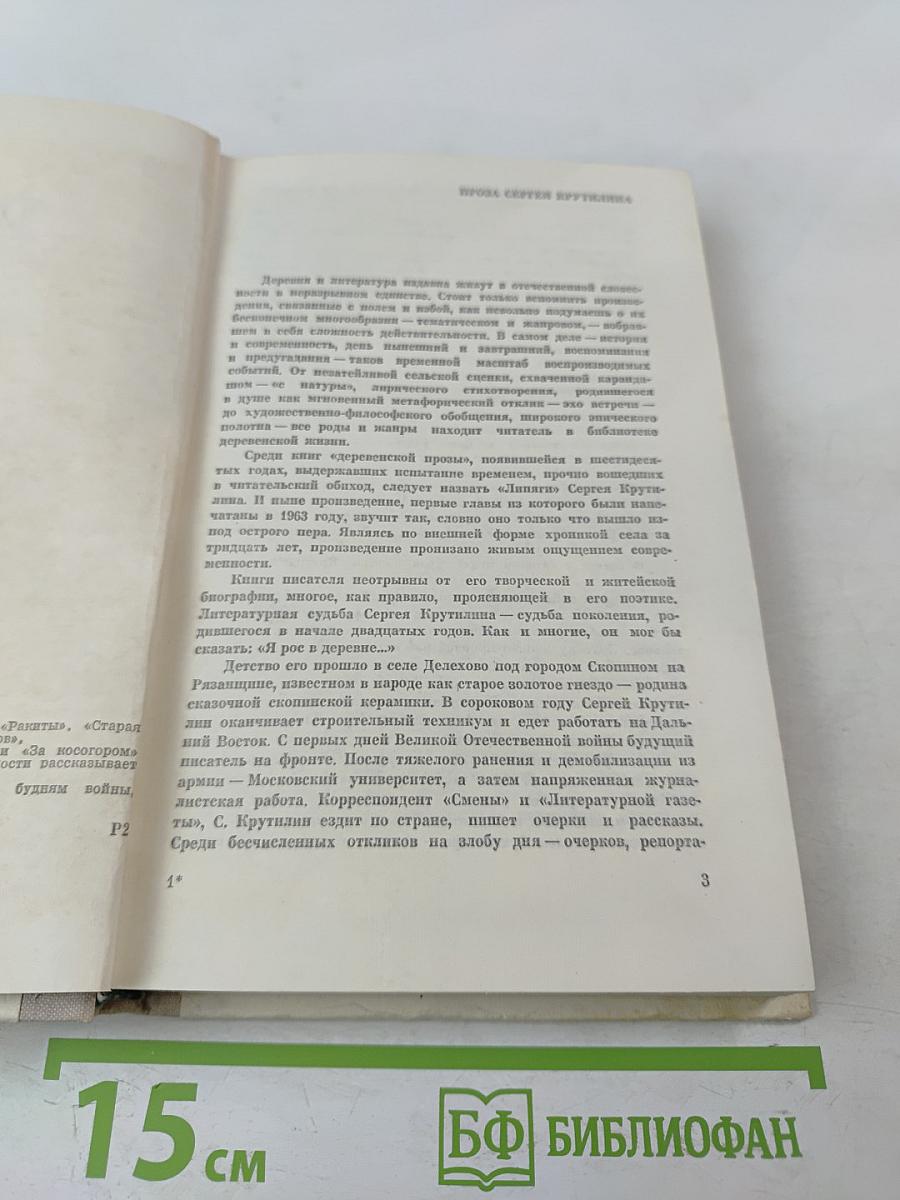 «Ракиты». «Старая
ов»,
и «За косогором»
ости рассказывает
будням войны,
Р2
ПРОЗА СЕРГЕЯ КРУТИЛИНА
Деревня и литература издавна живут в отечественной словес-
ности в неразрывном единстве. Стоит только вспомнить произве-
дения, связанные с полем и избой, как невольно подумаешь о их
бесконечном многообразии — тематическом и жанровом, — вобрав-
шем в себя сложность действительности. В самом деле — история
и современность, день нынешний и завтрашний, воспоминания
и предугадания — таков временной масштаб воспроизводимых
событий. От незатейливой сельской сценки, схваченной каранда-
шом — «с натуры», лирического стихотворения, родившегося
в душе как мгновенный метафорический отклик — эхо встречи —
до художественно-философского обобщения, широкого эпического
полотна — все роды и жанры находит читатель в библиотеке
деревенской жизни.
Среди книг «деревенской прозы», появившейся в шестидеся-
тых годах, выдержавших испытание временем, прочно вошедших
в читательский обиход, следует назвать «Липяги» Сергея Крути-
лина. И ныне произведение, первые главы из которого были напе-
чатаны в 1963 году, звучит так, словно оно только что вышло из-
под острого пера. Являясь по внешней форме хроникой села за
тридцать лет, произведение пронизано живым ощущением совре-
менности.
Книги писателя неотрывны от его творческой и житейской
биографии, многое, как правило, проясняющей в его поэтике.
Литературная судьба Сергея Крутилина — судьба поколения, ро-
дившегося в начале двадцатых годов. Как и многие, он мог бы
сказать: «Я рос в деревне...»
Детство его прошло в селе Делехово под городом Скопином на
Рязанщине, известном в народе как старое золотое гнездо — родина
сказочной скопинской керамики. В сороковом году Сергей Крути-
лин оканчивает строительный техникум и едет работать на Даль-
ний Восток. С первых дней Великой Отечественной войны будущий
писатель на фронте. После тяжелого ранения и демобилизации из
армии — Московский университет, а затем напряженная журна-
листская работа. Корреспондент «Смены» и «Литературной газе-
ты», С. Крутилин ездит по стране, пишет очерки и рассказы.
Среди бесчисленных откликов на злобу дня — очерков, репорта-
1*
3
15 см
БФ БИБЛИОФАН